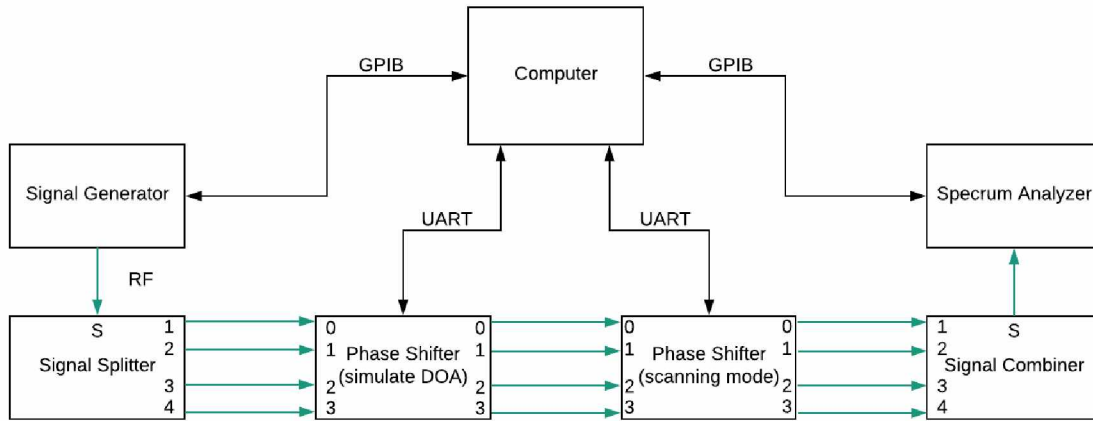 GPIB
Computer
GPIB
Signal Generator
Specrum Analyzer
UART
UART
RF
S
Signal Splitter
1
2
3
4
0
1
2
3
Phase Shifter
(simulate DOA)
0
1
2
3
0
1
2
3
Phase Shifter
(scanning mode)
0
1
2
3
1
2
3
4
S
Signal Combiner